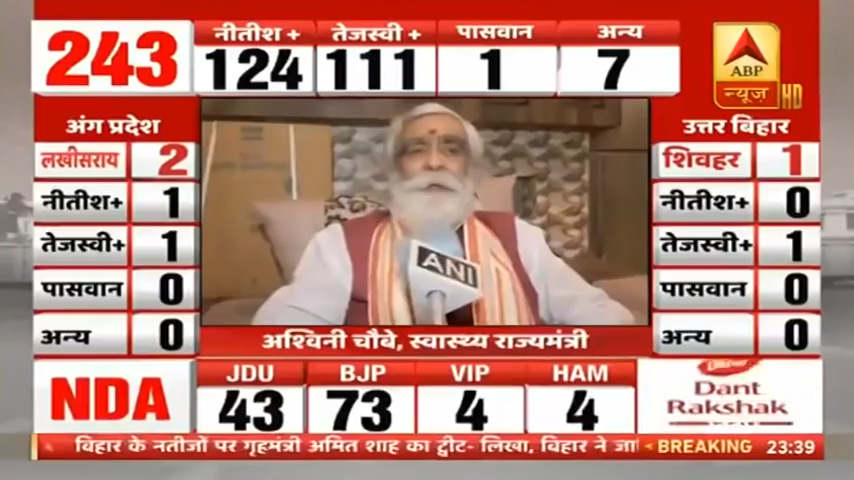 243
नीतीश + तेजस्वी + पासवान अन्य
124 111 1 7
ABP
न्यूज़ HD
अंग प्रदेश
लखीसराय 2
नीतीश+ 1
तेजस्वी+ 1
पासवान 0
अन्य 0
ANI
उत्तर बिहार
शिवहर 1
नीतीश+ 0
तेजस्वी+ 1
पासवान 0
अन्य 0
अश्विनी चौबे, स्वास्थ्य राज्यमंत्री
NDA
JDU BJP VIP HAM
43 73 4 4
Dant
Rakshak
बिहार के नतीजों पर गृहमंत्री अमित शाह का ट्वीट- लिखा, बिहार ने जा < BREAKING 23:39